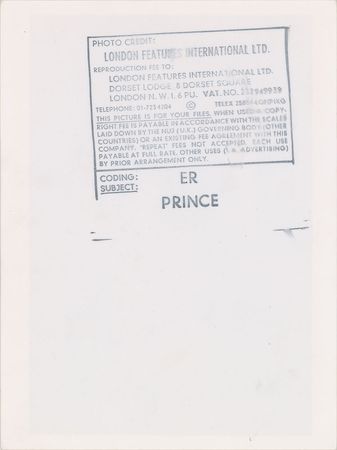 PHOTO CREDIT:
LONDON FEATURES INTERNATIONAL LTD.
REPRODUCTION FEE TO:
LONDON FEATURES INTERNATIONAL LTD.
DORSET LODGE, 8 DORSET SQUARE
LONDON N.W.1.6 PU. VAT.NO.
TELEPHONE: 01-723 4204 © TELEX
THIS PICTURE IS FOR YOUR FILES. WHEN USED A COPY-
RIGHT FEE IS PAYABLE IN ACCORDANCE WITH THE SCALES
LAID DOWN BY THE NUJ (U.K.) GOVERNING BODY (OTHER
COUNTRIES) OR AN EXISTING FEE AGREEMENT WITH THIS
COMPANY. "REPEAT" FEES NOT ACCEPTED. EACH USE
PAYABLE AT FULL RATE. OTHER USES (I.E. ADVERTISING)
BY PRIOR ARRANGEMENT ONLY.
CODING: ER
SUBJECT: PRINCE